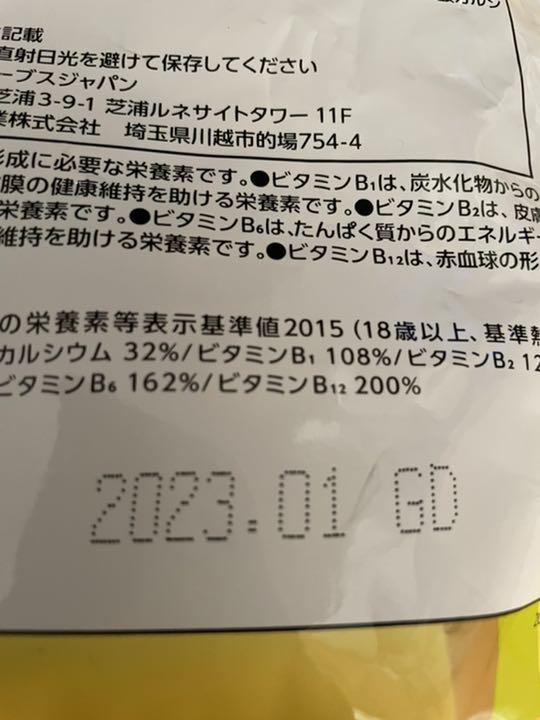 記載
直射日光を避けて保存してください
ーブスジャパン
芝浦3-9-1 芝浦ルネサイトタワー 11F
業株式会社 埼玉県川越市的場754-4
形成に必要な栄養素です。●ビタミンB₁は、炭水化物からの
膜の健康維持を助ける栄養素です。●ビタミンB₂は、皮膚
栄養素です。●ビタミンB₆は、たんぱく質からのエネルギー
維持を助ける栄養素です。●ビタミンB₁₂は、赤血球の形
の栄養素等表示基準値2015(18歳以上、基準熱
カルシウム 32%/ビタミンB₁ 108%/ビタミンB₂ 12
ビタミンB₆ 162%/ビタミンB₁₂ 200%
2023.01 GD